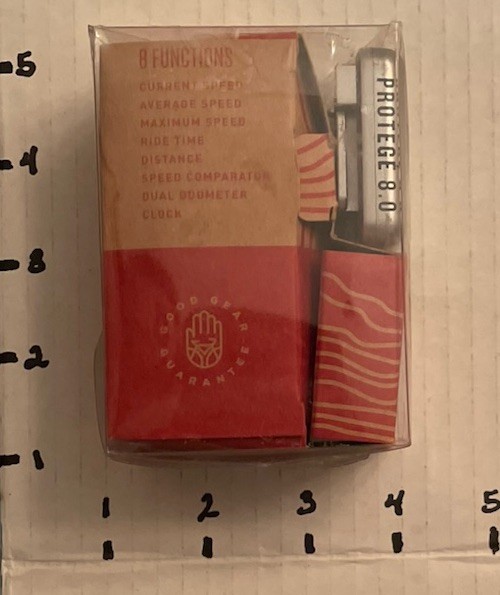 8 FUNCTIONS
CURRENT SPEED
AVERAGE SPEED
MAXIMUM SPEED
RIDE TIME
DISTANCE
SPEED COMPARATOR
DUAL ODOMETER
CLOCK
PROTEGE 8.0
GOOD GEAR GUARANTEE
5
4
3
2
1
1 2 3 4 5